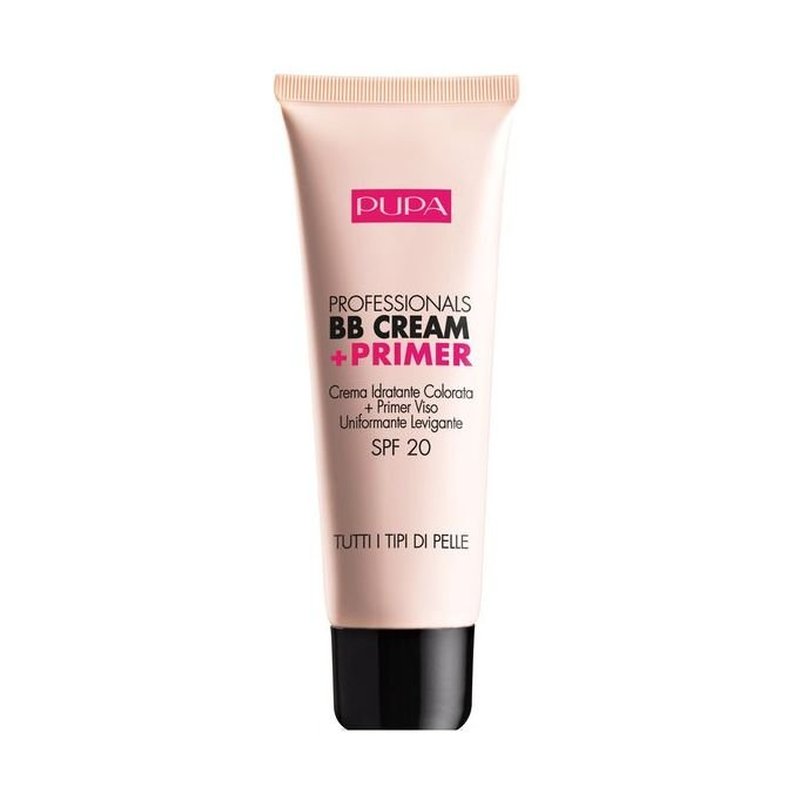 PUPA
PROFESSIONALS
BB CREAM
+PRIMER
Crema Idratante Colorata
+ Primer Viso
Uniformante Levigante
SPF 20
TUTTI I TIPI DI PELLE